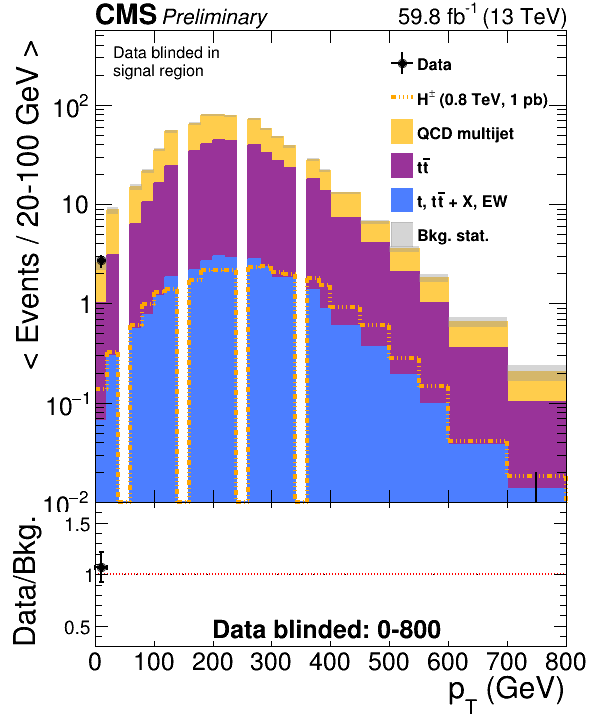 CMS Preliminary 59.8 fb⁻¹ (13 TeV)
Data blinded in
signal region
Data
H± (0.8 TeV, 1 pb)
QCD multijet
tt̅
t, tt̅ + X, EW
Bkg. stat.
< Events / 20-100 GeV >
10²
10
1
10⁻¹
10⁻²
Data/Bkg.
1.5
1
0.5
Data blinded: 0-800
0 100 200 300 400 500 600 700 800
p_T (GeV)